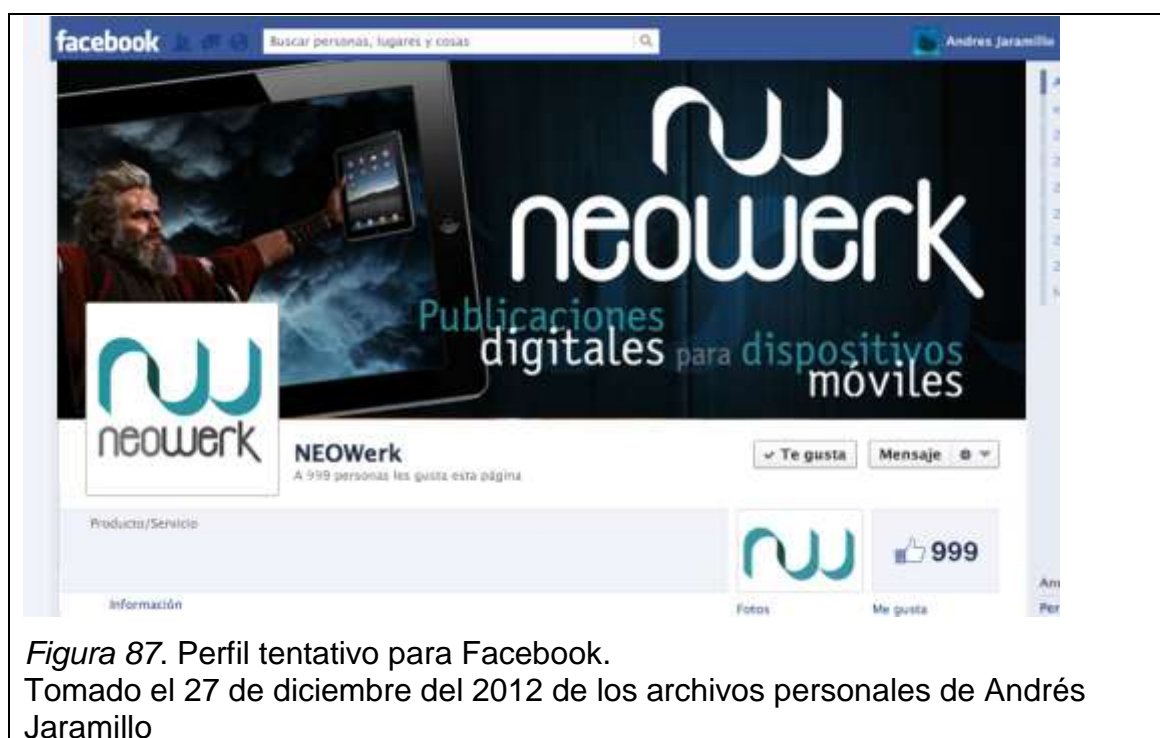 facebook
Buscar personas, lugares y cosas
Andres Jaramillo
neowerk
Publicaciones
digitales para dispositivos
móviles
neowerk
NEOWerk
A 999 personas les gusta esta página
Te gusta
Mensaje
Producto/Servicio
999
Información
Fotos
Me gusta
Figura 87. Perfil tentativo para Facebook.
Tomado el 27 de diciembre del 2012 de los archivos personales de Andrés
Jaramillo